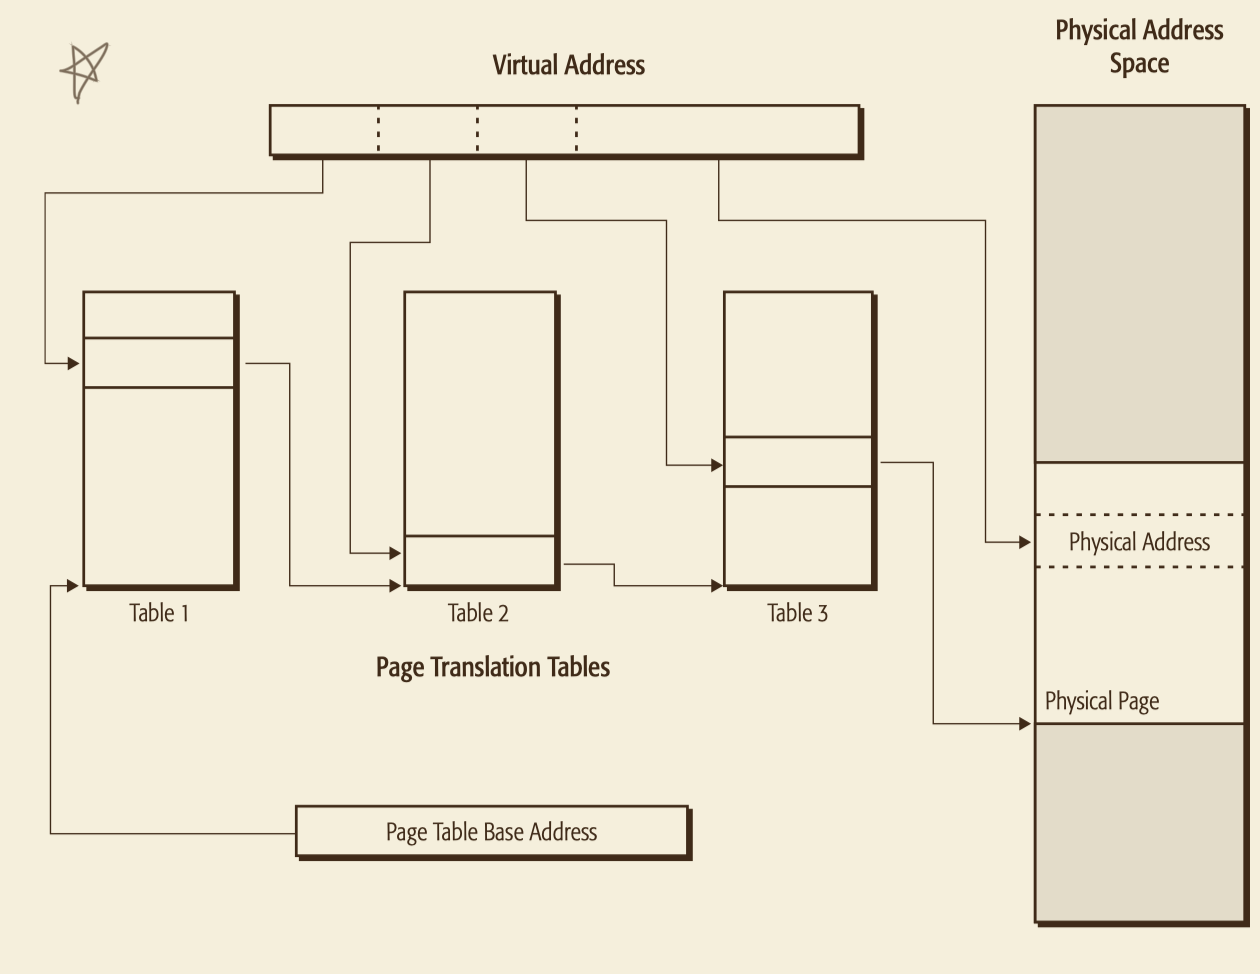 Physical Address
Space
Virtual Address
Physical Address
Table 1
Table 2
Table 3
Page Translation Tables
Physical Page
Page Table Base Address